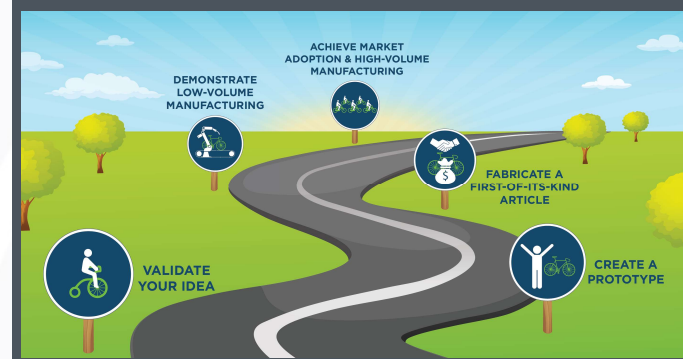 ACHIEVE MARKET
ADOPTION & HIGH-VOLUME
MANUFACTURING
DEMONSTRATE
LOW-VOLUME
MANUFACTURING
FABRICATE A
FIRST-OF-ITS-KIND
ARTICLE
$
VALIDATE
YOUR IDEA
CREATE A
PROTOTYPE